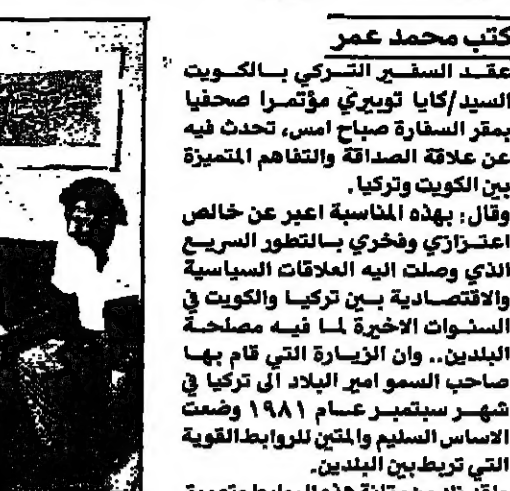 كتب محمد عمر
عقد السفير التركي بالكويت
السيد/كايا توبيري مؤتمرا صحفيا
بمقر السفارة صباح امس، تحدث فيه
عن علاقة الصداقة والتفاهم المتميزة
بين الكويت وتركيا.
وقال: بهذه المناسبة اعبر عن خالص
اعتزازي وفخري بالتطور السريع
الذي وصلت اليه العلاقات السياسية
والاقتصادية بين تركيا والكويت في
السنوات الاخيرة لما فيه مصلحة
البلدين.. وان الزيارة التي قام بها
صاحب السمو امير البلاد الى تركيا في
شهر سبتمبر عام ١٩٨١ وضعت
الاساس السليم والمتين للروابط القوية
التي تربط بين البلدين.